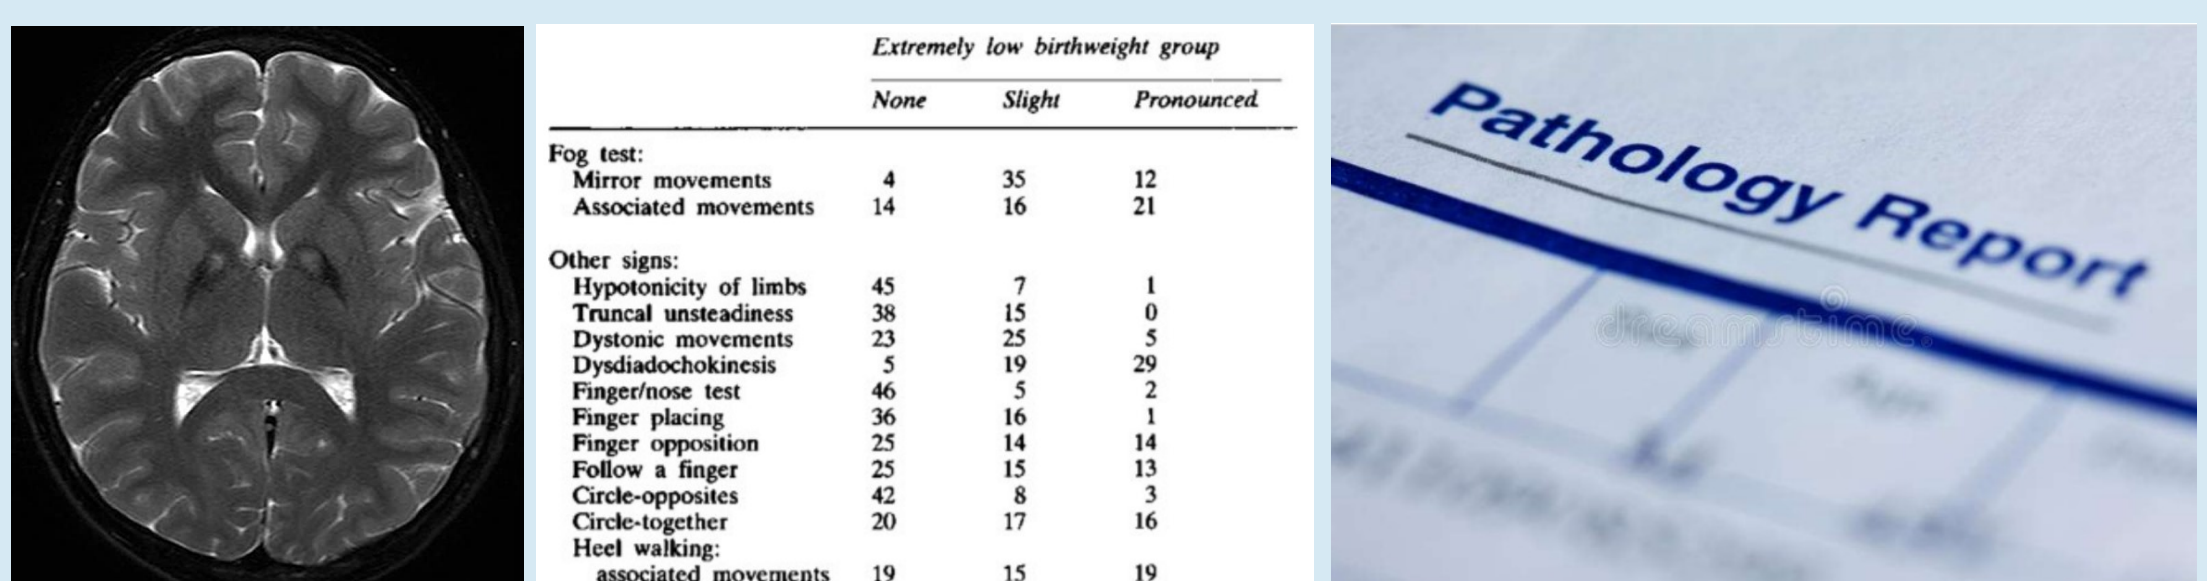 Extremely low birthweight group
None Slight Pronounced
Fog test:
Mirror movements 4 35 12
Associated movements 14 16 21
Other signs:
Hypotonicity of limbs 45 7 1
Truncal unsteadiness 38 15 0
Dystonic movements 23 25 5
Dysdiadochokinesis 5 19 29
Finger/nose test 46 5 2
Finger placing 36 16 1
Finger opposition 25 14 14
Follow a finger 25 15 13
Circle-opposites 42 8 3
Circle-together 20 17 16
Heel walking:
associated movements 19 15 19
Pathology Report
dreamstime